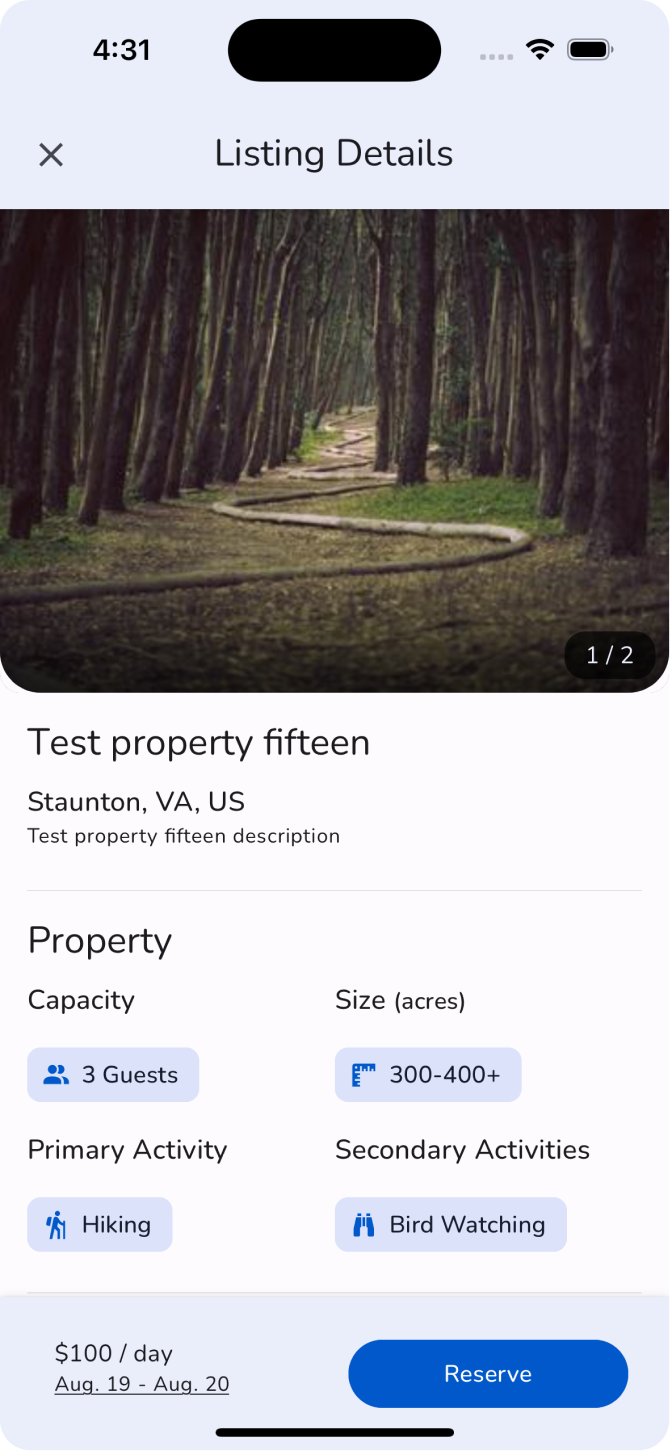 4:31
Listing Details
1 / 2
Test property fifteen
Staunton, VA, US
Test property fifteen description
Property
Capacity
Size (acres)
3 Guests
300-400+
Primary Activity
Secondary Activities
Hiking
Bird Watching
$100 / day
Aug. 19 - Aug. 20
Reserve